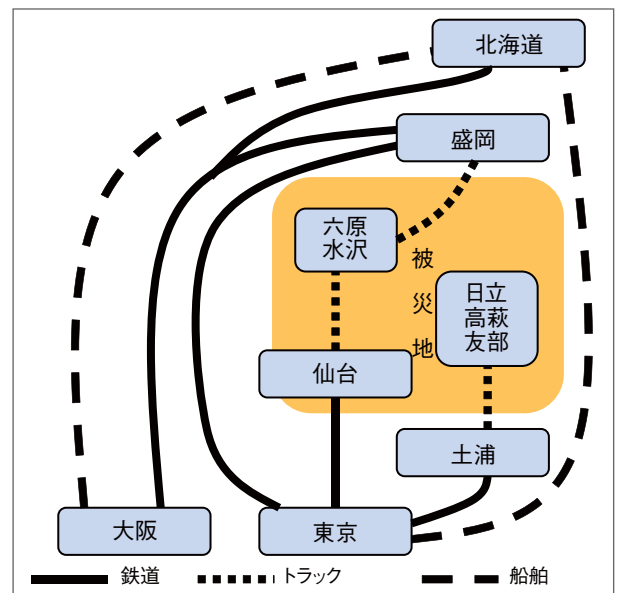 北海道
盛岡
六原
水沢
被
災
地
日立
高萩
友部
仙台
土浦
大阪
東京
鉄道
トラック
船舶